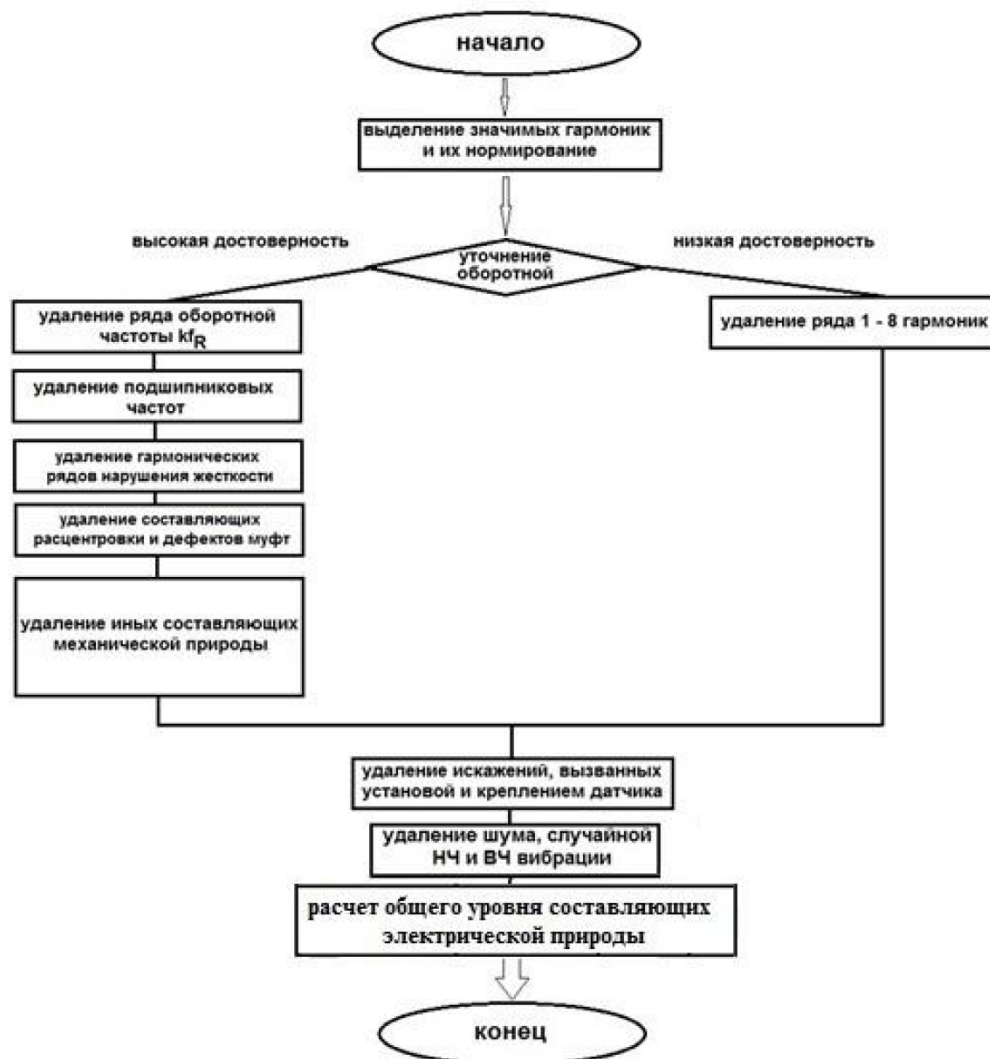 начало
выделение значимых гармоник
и их нормирование
высокая достоверность
низкая достоверность
уточнение
оборотной
удаление ряда оборотной
частоты kfR
удаление ряда 1 - 8 гармоник
удаление подшипниковых
частот
удаление гармонических
рядов нарушения жесткости
удаление составляющих
расцентровки и дефектов муфт
удаление иных составляющих
механической природы
удаление искажений, вызванных
установой и креплением датчика
удаление шума, случайной
НЧ и ВЧ вибрации
расчет общего уровня составляющих
электрической природы
конец